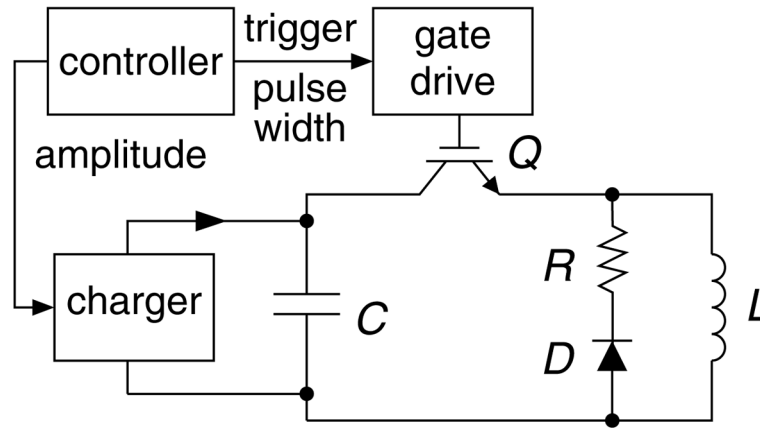 controller
trigger
pulse
width
gate
drive
amplitude
Q
charger
C
R
D
L